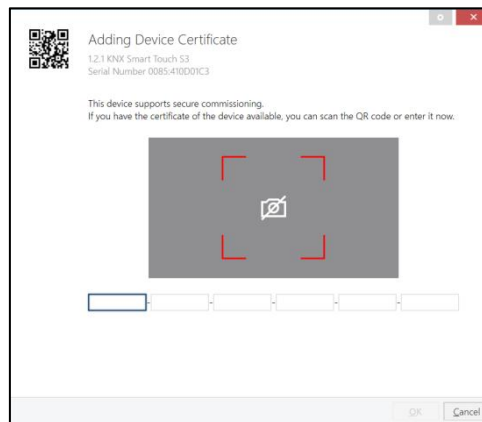 Adding Device Certificate
1.2.1 KNX Smart Touch S3
Serial Number 0085:410D01C3
This device supports secure commissioning.
If you have the certificate of the device available, you can scan the QR code or enter it now.
- - - - -
OK Cancel